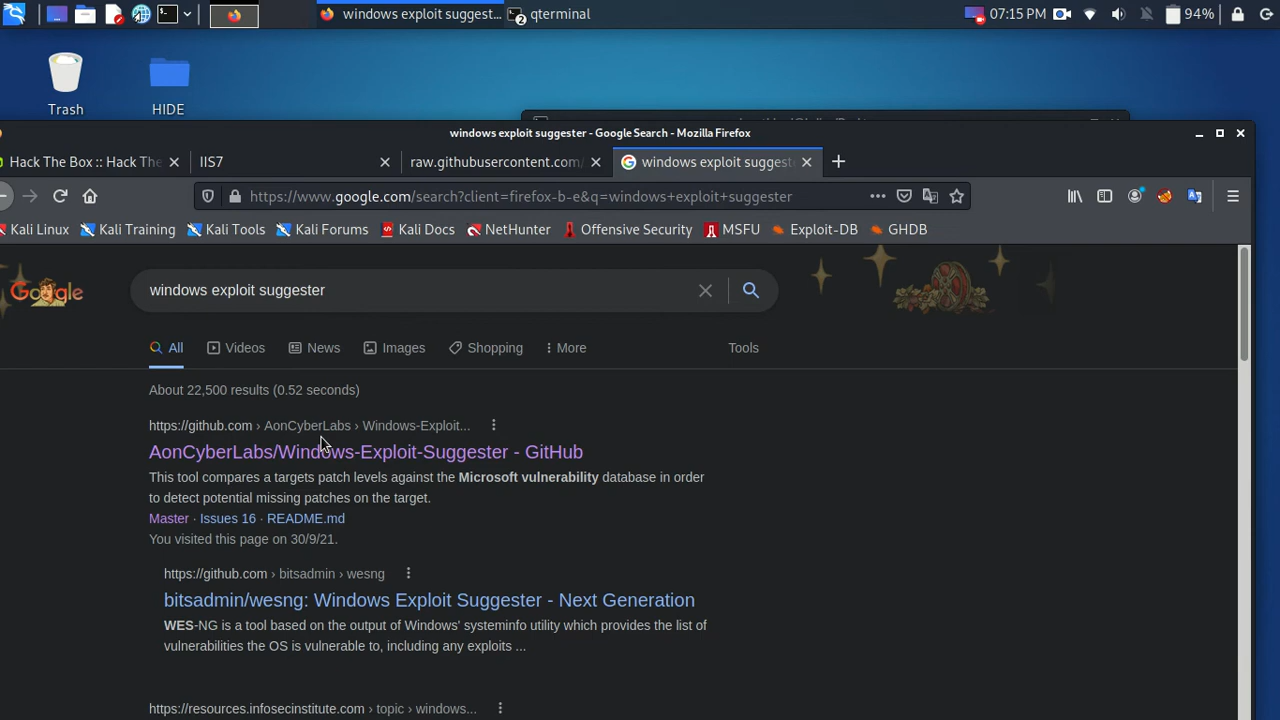 windows exploit suggest...
2
qterminal
07:15 PM
94%
Trash
HIDE
windows exploit suggester - Google Search - Mozilla Firefox
Hack The Box :: Hack The
IIS7
raw.githubusercontent.com/
windows exploit suggest
https://www.google.com/search?client=firefox-b-e&q=windows+exploit+suggester
Kali Linux
Kali Training
Kali Tools
Kali Forums
Kali Docs
NetHunter
Offensive Security
MSFU
Exploit-DB
GHDB
Google
windows exploit suggester
All
Videos
News
Images
Shopping
More
Tools
About 22,500 results (0.52 seconds)
https://github.com › AonCyberLabs › Windows-Exploit...
AonCyberLabs/Windows-Exploit-Suggester - GitHub
This tool compares a targets patch levels against the Microsoft vulnerability database in order
to detect potential missing patches on the target.
Master · Issues 16 · README.md
You visited this page on 30/9/21.
https://github.com › bitsadmin › wesng
bitsadmin/wesng: Windows Exploit Suggester - Next Generation
WES-NG is a tool based on the output of Windows' systeminfo utility which provides the list of
vulnerabilities the OS is vulnerable to, including any exploits ...
https://resources.infosecinstitute.com › topic › windows...